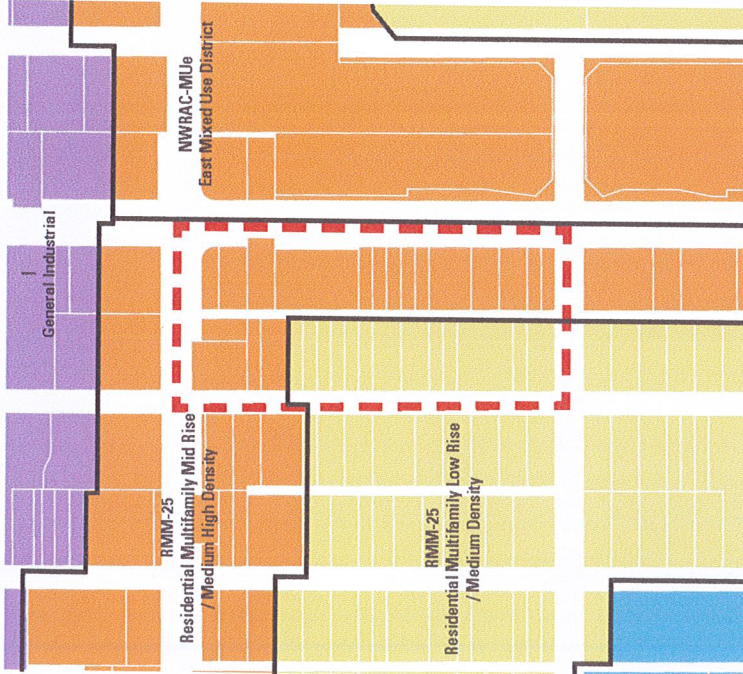 NWRAC-MUe
East Mixed Use District
I
General Industrial
RMM-25
Residential Multifamily Mid Rise
/ Medium High Density
RMM-25
Residential Multifamily Low Rise
/ Medium Density